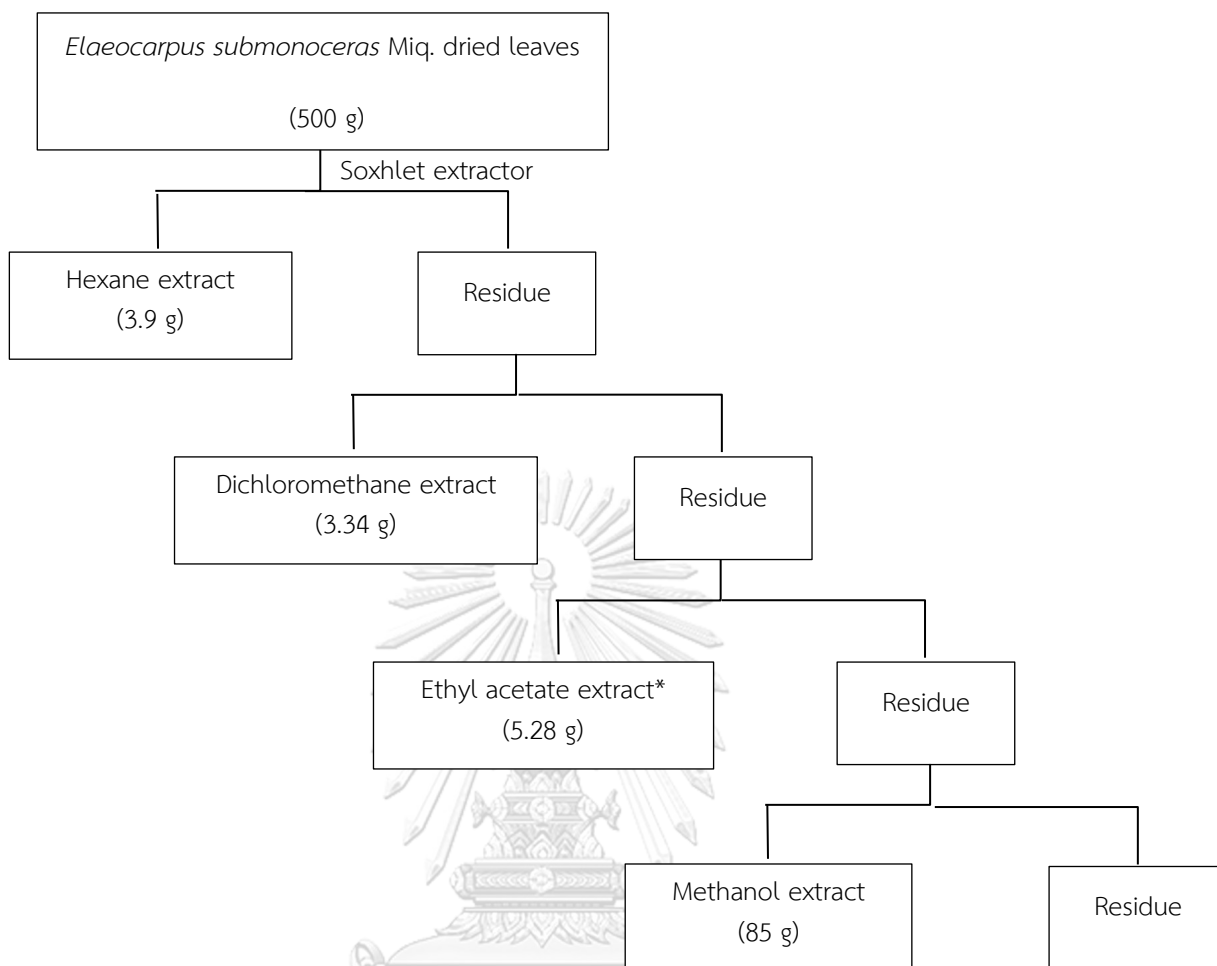 Elaeocarpus submonoceras Miq. dried leaves
(500 g)
Soxhlet extractor
Hexane extract
(3.9 g)
Residue
Dichloromethane extract
(3.34 g)
Residue
Ethyl acetate extract*
(5.28 g)
Residue
Methanol extract
(85 g)
Residue